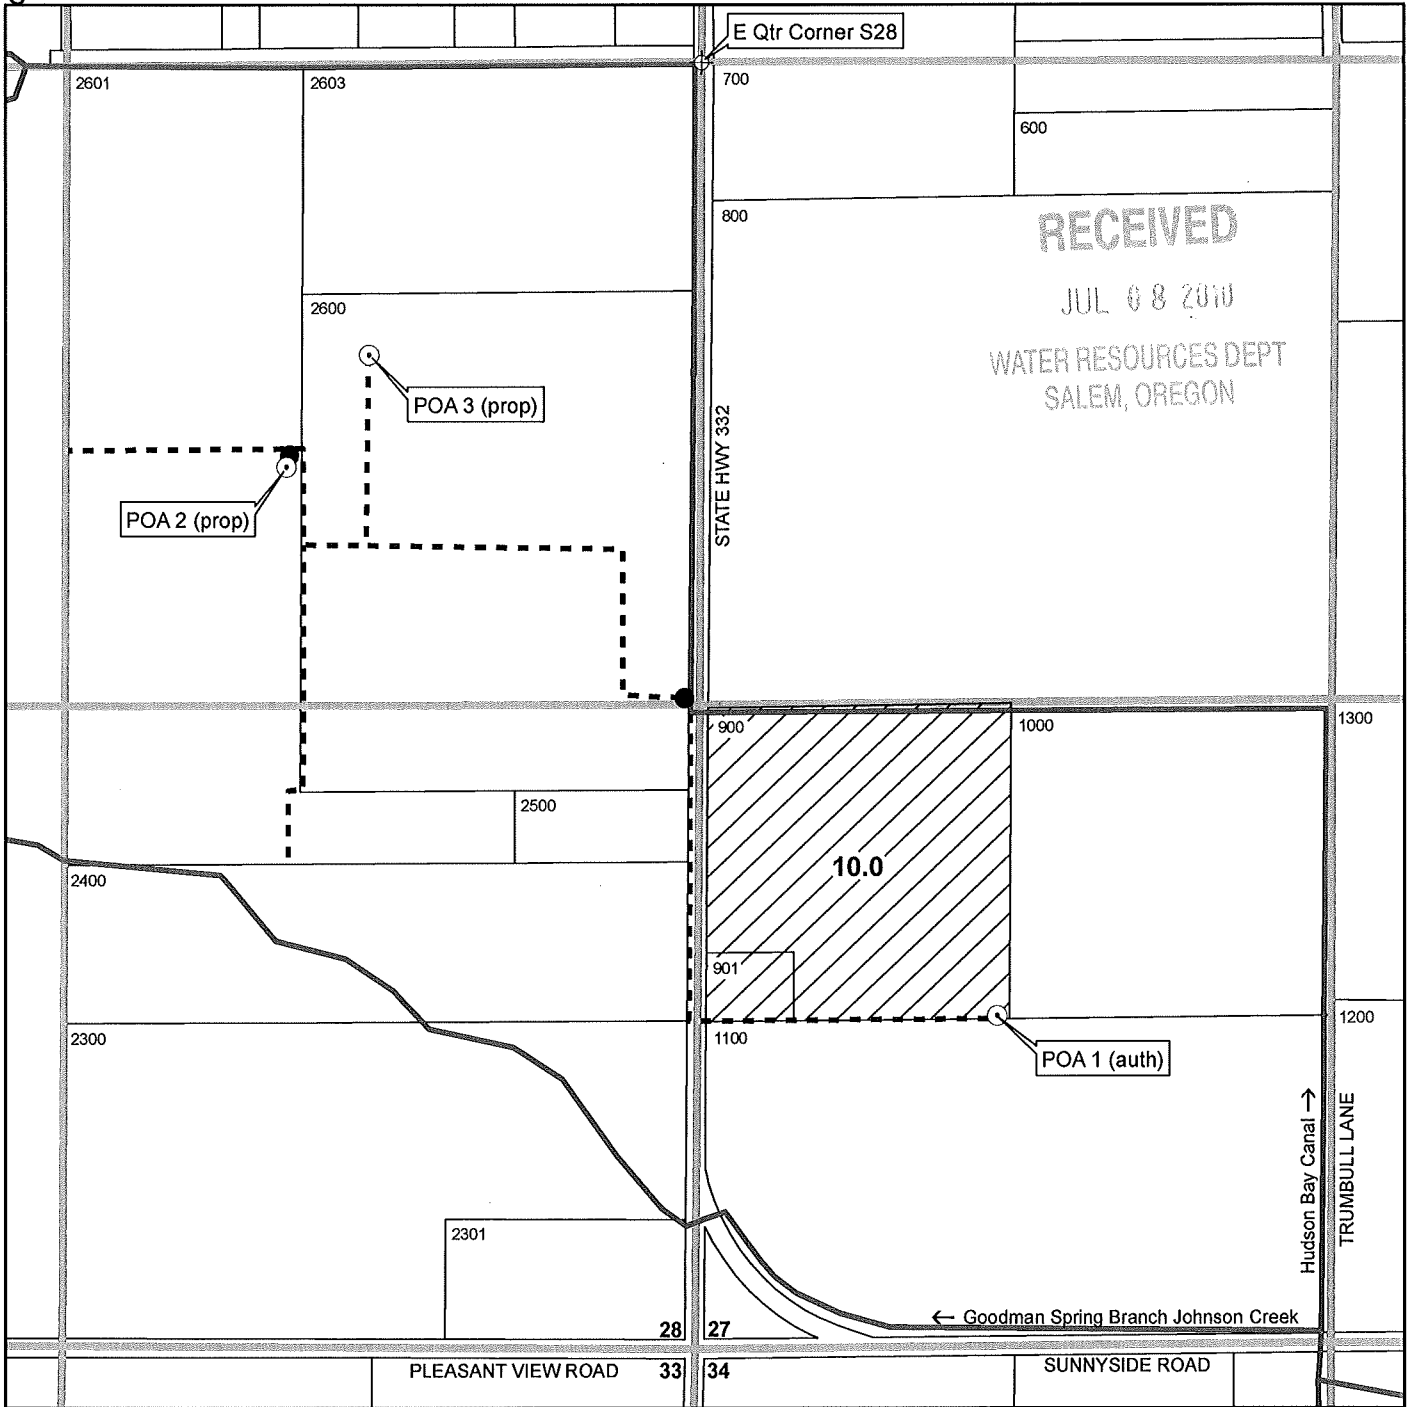 E Qtr Corner S28
2601
2603
700
600
800
RECEIVED
JUL 08 2010
WATER RESOURCES DEPT
SALEM, OREGON
2600
POA 3 (prop)
STATE HWY 332
POA 2 (prop)
900
1000
1300
2500
10.0
2400
901
2300
1100
1200
POA 1 (auth)
Hudson Bay Canal →
TRUMBULL LANE
2301
← Goodman Spring Branch Johnson Creek
28 27
PLEASANT VIEW ROAD
33 34
SUNNYSIDE ROAD